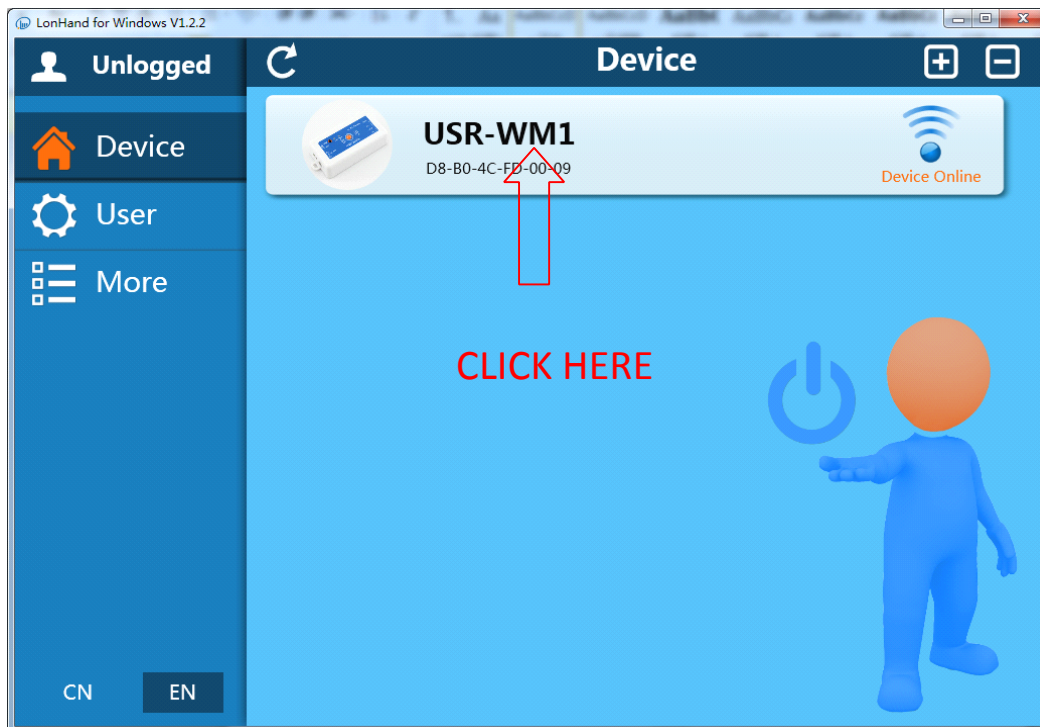 LonHand for Windows V1.2.2
Unlogged
Device
Device
User
More
USR-WM1
D8-B0-4C-FD-00-09
Device Online
CLICK HERE
CN
EN